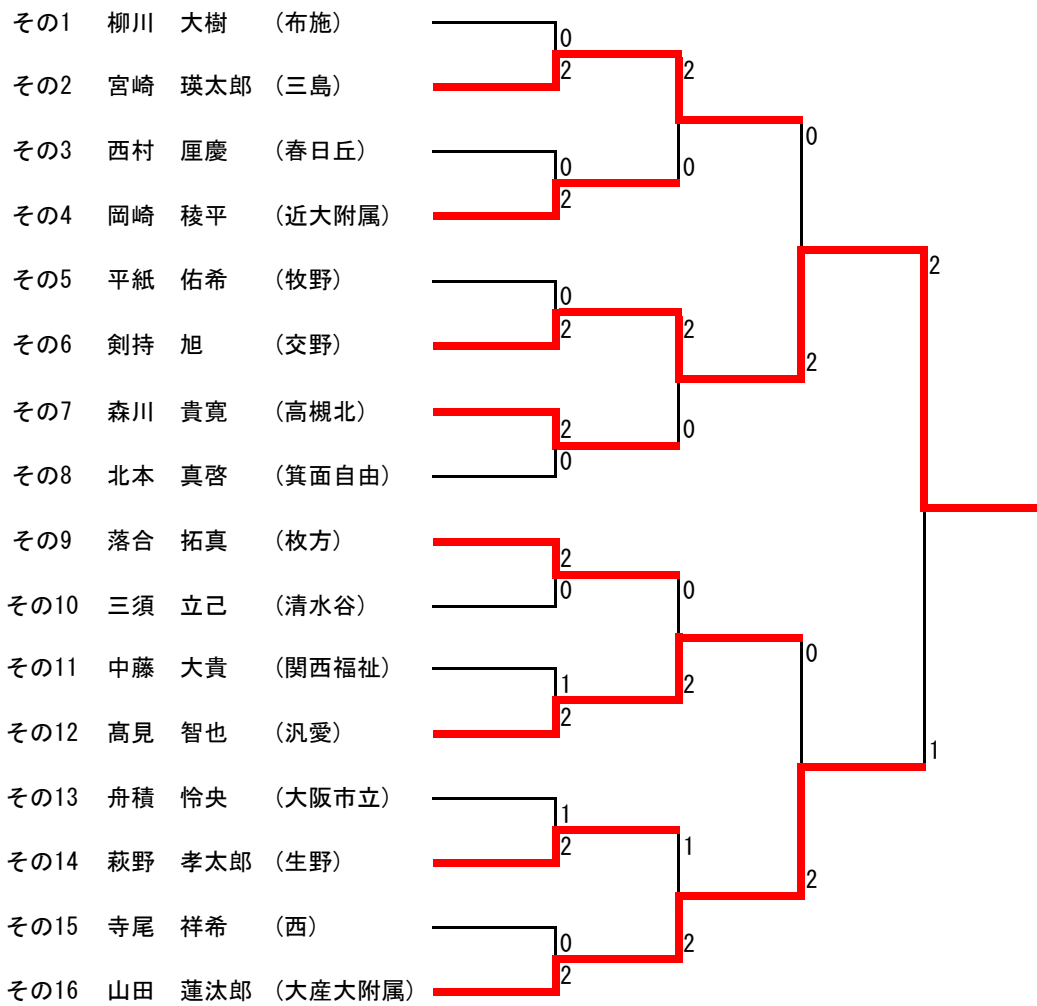 その1 柳川 大樹 (布施)
0
2
2
その2 宮崎 瑛太郎 (三島)
0
その3 西村 厘慶 (春日丘)
0
0
2
その4 岡崎 稜平 (近大附属)
2
その5 平紙 佑希 (牧野)
0
2
2
その6 剣持 旭 (交野)
2
その7 森川 貴寛 (高槻北)
2
0
0
その8 北本 真啓 (箕面自由)
その9 落合 拓真 (枚方)
2
0
0
その10 三須 立己 (清水谷)
0
その11 中藤 大貴 (関西福祉)
1
2
2
その12 髙見 智也 (汎愛)
1
その13 舟積 怜央 (大阪市立)
1
2
1
その14 萩野 孝太郎 (生野)
2
その15 寺尾 祥希 (西)
0
2
2
その16 山田 蓮汰郎 (大産大附属)